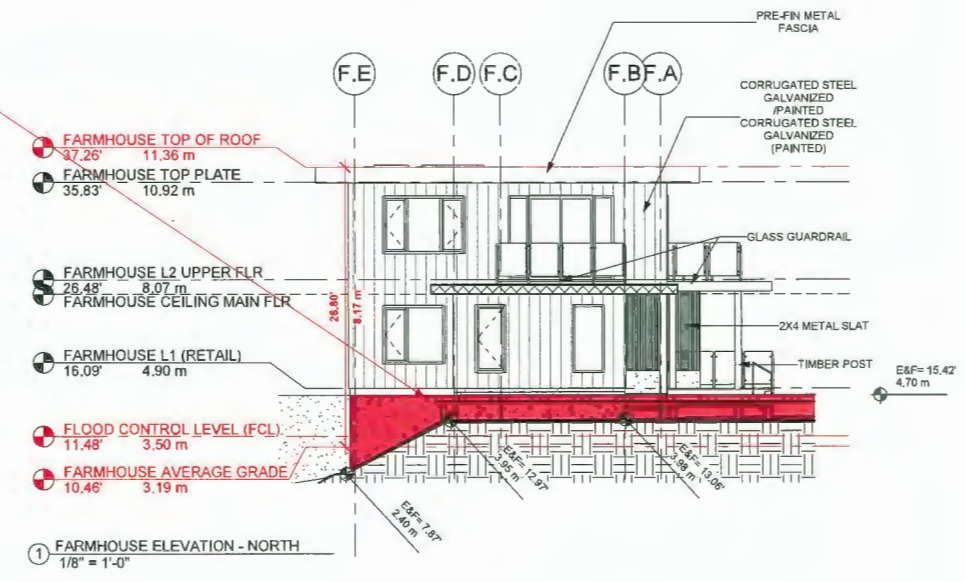 PRE-FIN METAL
FASCIA
F.E
F.D
F.C
F.B
F.A
CORRUGATED STEEL
GALVANIZED
/PAINTED
CORRUGATED STEEL
GALVANIZED
(PAINTED)
FARMHOUSE TOP OF ROOF
37.26' 11.36 m
FARMHOUSE TOP PLATE
35,83' 10.92 m
GLASS GUARDRAIL
FARMHOUSE L2 UPPER FLR
26.48' 8,07 m
FARMHOUSE CEILING MAIN FLR
26.80'
8.17 m
2X4 METAL SLAT
FARMHOUSE L1 (RETAIL)
16.09' 4.90 m
TIMBER POST
E&F= 15,42'
4,70 m
FLOOD CONTROL LEVEL (FCL)
11,48' 3.50 m
FARMHOUSE AVERAGE GRADE
10,46' 3.19 m
E&F= 12,97'
3.95 m
E&F= 13,06'
3.98 m
E&F= 7.87'
2.40 m
1 FARMHOUSE ELEVATION - NORTH
1/8" = 1'-0"